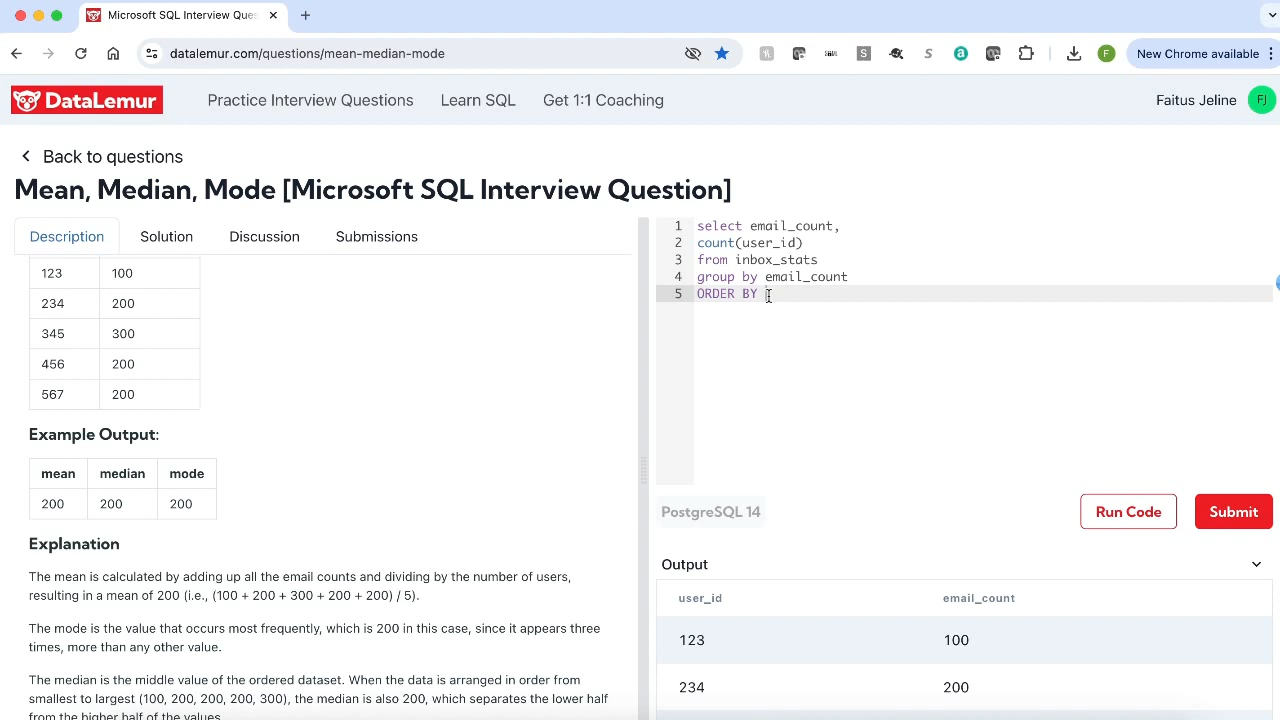 Microsoft SQL Interview Ques
datalemur.com/questions/mean-median-mode
New Chrome available
DataLemur
Practice Interview Questions
Learn SQL
Get 1:1 Coaching
Faitus Jeline
FJ
Back to questions
Mean, Median, Mode [Microsoft SQL Interview Question]
Description
Solution
Discussion
Submissions
123 100
234 200
345 300
456 200
567 200
Example Output:
mean median mode
200 200 200
Explanation
The mean is calculated by adding up all the email counts and dividing by the number of users,
resulting in a mean of 200 (i.e., (100 + 200 + 300 + 200 + 200) / 5).
The mode is the value that occurs most frequently, which is 200 in this case, since it appears three
times, more than any other value.
The median is the middle value of the ordered dataset. When the data is arranged in order from
smallest to largest (100, 200, 200, 200, 300), the median is also 200, which separates the lower half
from the higher half of the values
1 select email_count,
2 count(user_id)
3 from inbox_stats
4 group by email_count
5 ORDER BY
PostgreSQL 14
Run Code
Submit
Output
user_id email_count
123 100
234 200